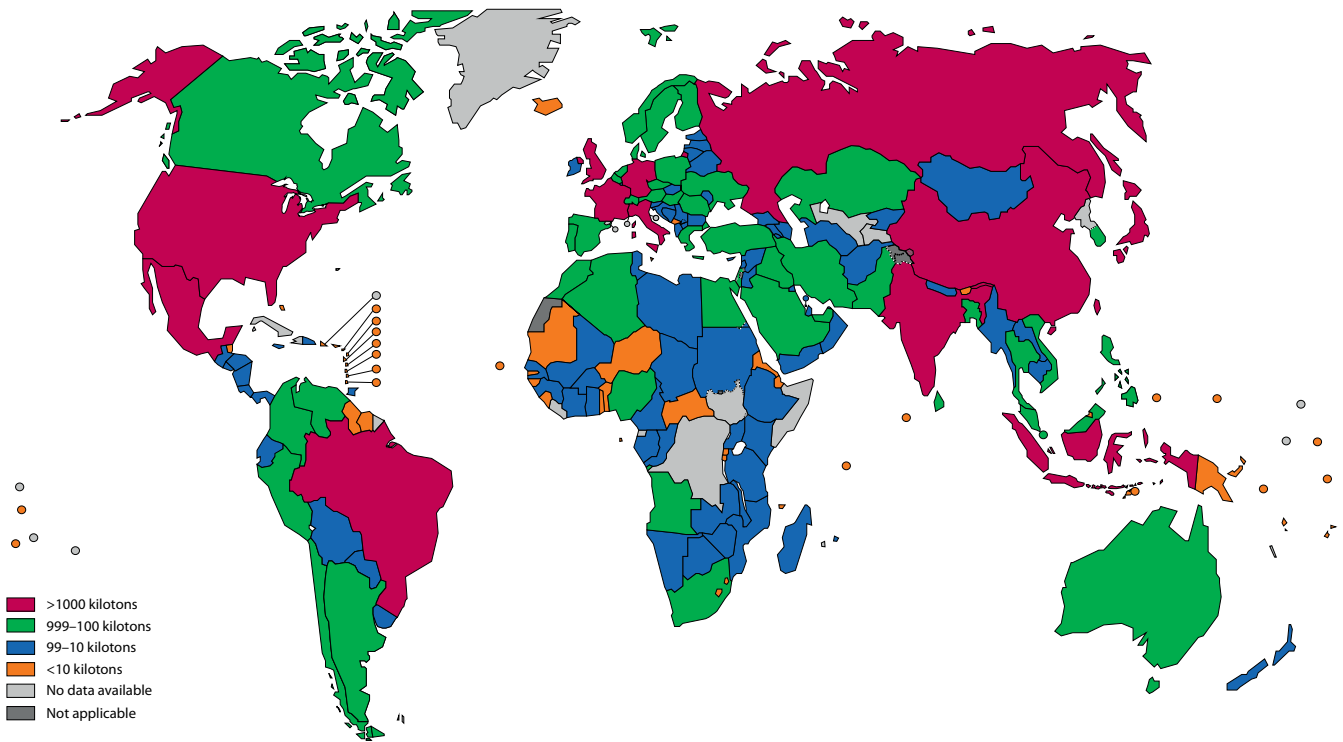 >1000 kilotons
999–100 kilotons
99–10 kilotons
<10 kilotons
No data available
Not applicable